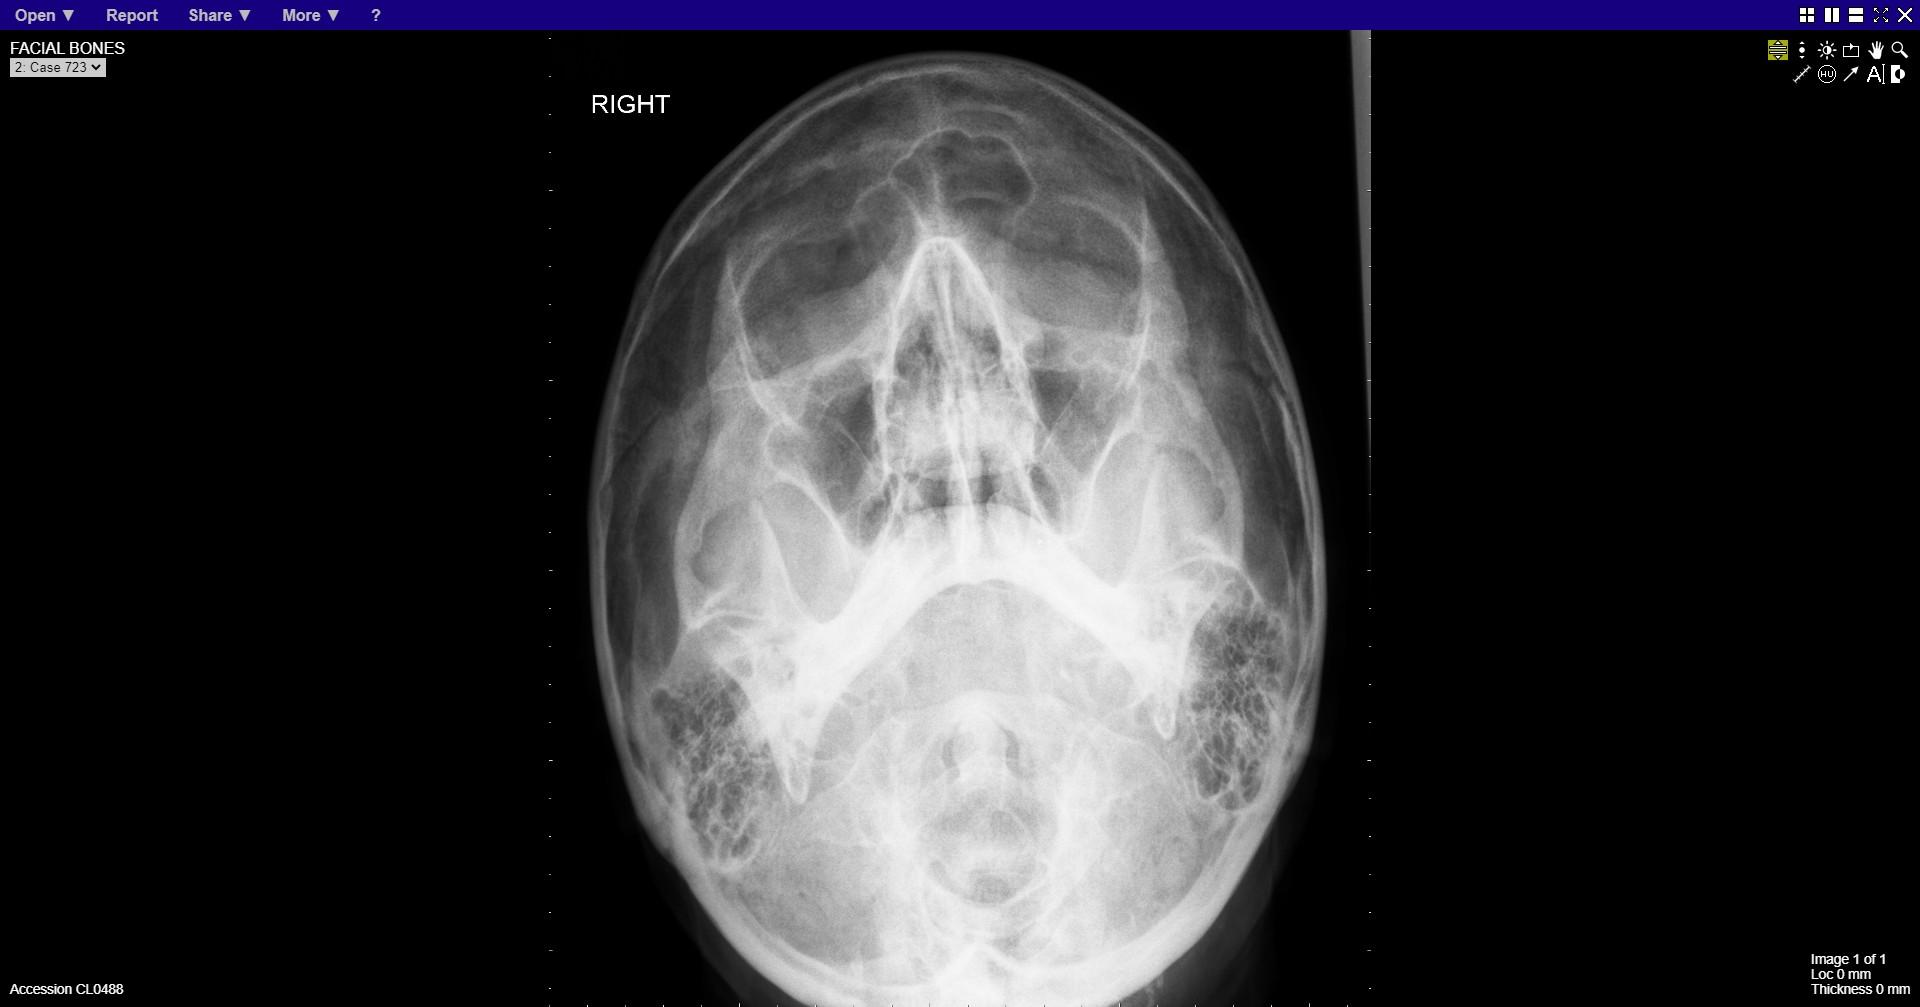 Open ▼ Report Share ▼ More ▼ ?
FACIAL BONES
2: Case 723
HU A
RIGHT
Image 1 of 1
Loc 0 mm
Accession CL0488 Thickness 0 mm